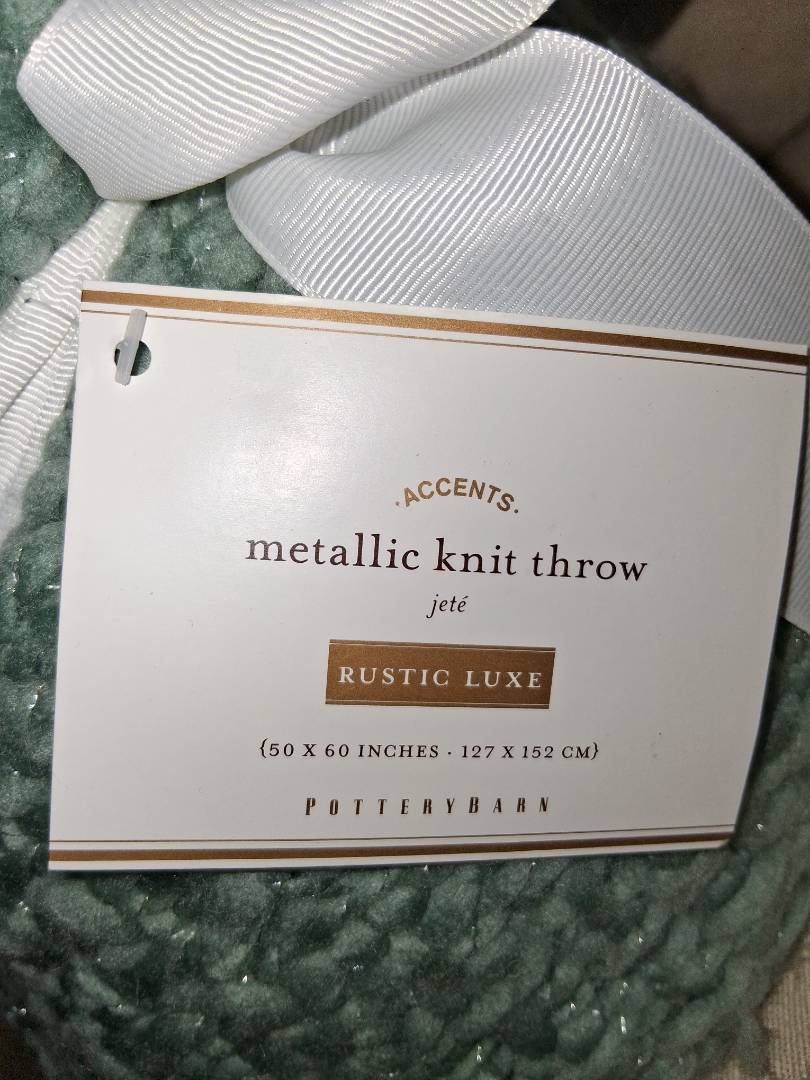 ·ACCENTS·
metallic knit throw
jeté
RUSTIC LUXE
{50 X 60 INCHES · 127 X 152 CM}
POTTERYBARN